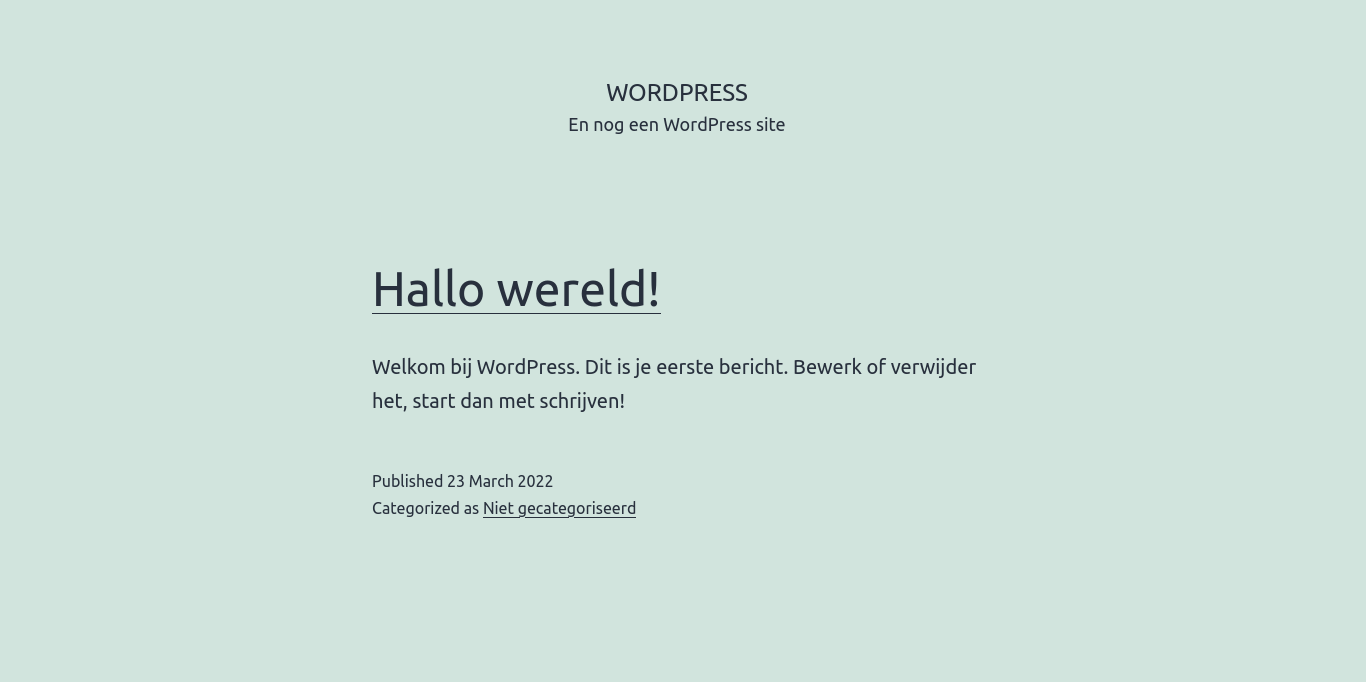 WORDPRESS
En nog een WordPress site
Hallo wereld!
Welkom bij WordPress. Dit is je eerste bericht. Bewerk of verwijder
het, start dan met schrijven!
Published 23 March 2022
Categorized as Niet gecategoriseerd